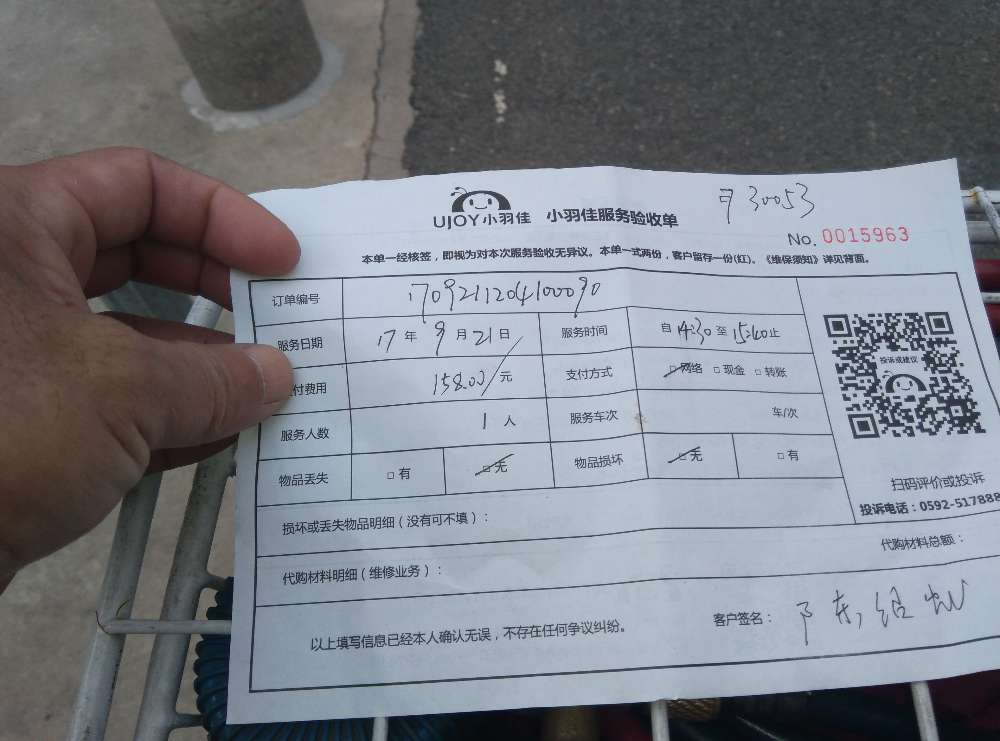 UJOY小羽佳 小羽佳服务验收单
30053
No. 0015963
本单一经核签,即视为对本次服务验收无异议。本单一式两份,客户留存一份(红)。《维保须知》详见背面。
订单编号 170921120410090
服务日期 17 年 9 月 21 日 服务时间 自 14:30 至 15:40 止
付费用 158.00 元 支付方式 □ 网络 □ 现金 □ 转账
服务人数 1 人 服务车次 车/次
物品丢失 □ 有 □ 无 物品损坏 □ 无 □ 有
投诉或建议
扫码评价或投诉
投诉电话:0592-517888
损坏或丢失物品明细(没有可不填):
代购材料明细(维修业务): 代购材料总额:
以上填写信息已经本人确认无误,不存在任何争议纠纷。 客户签名: